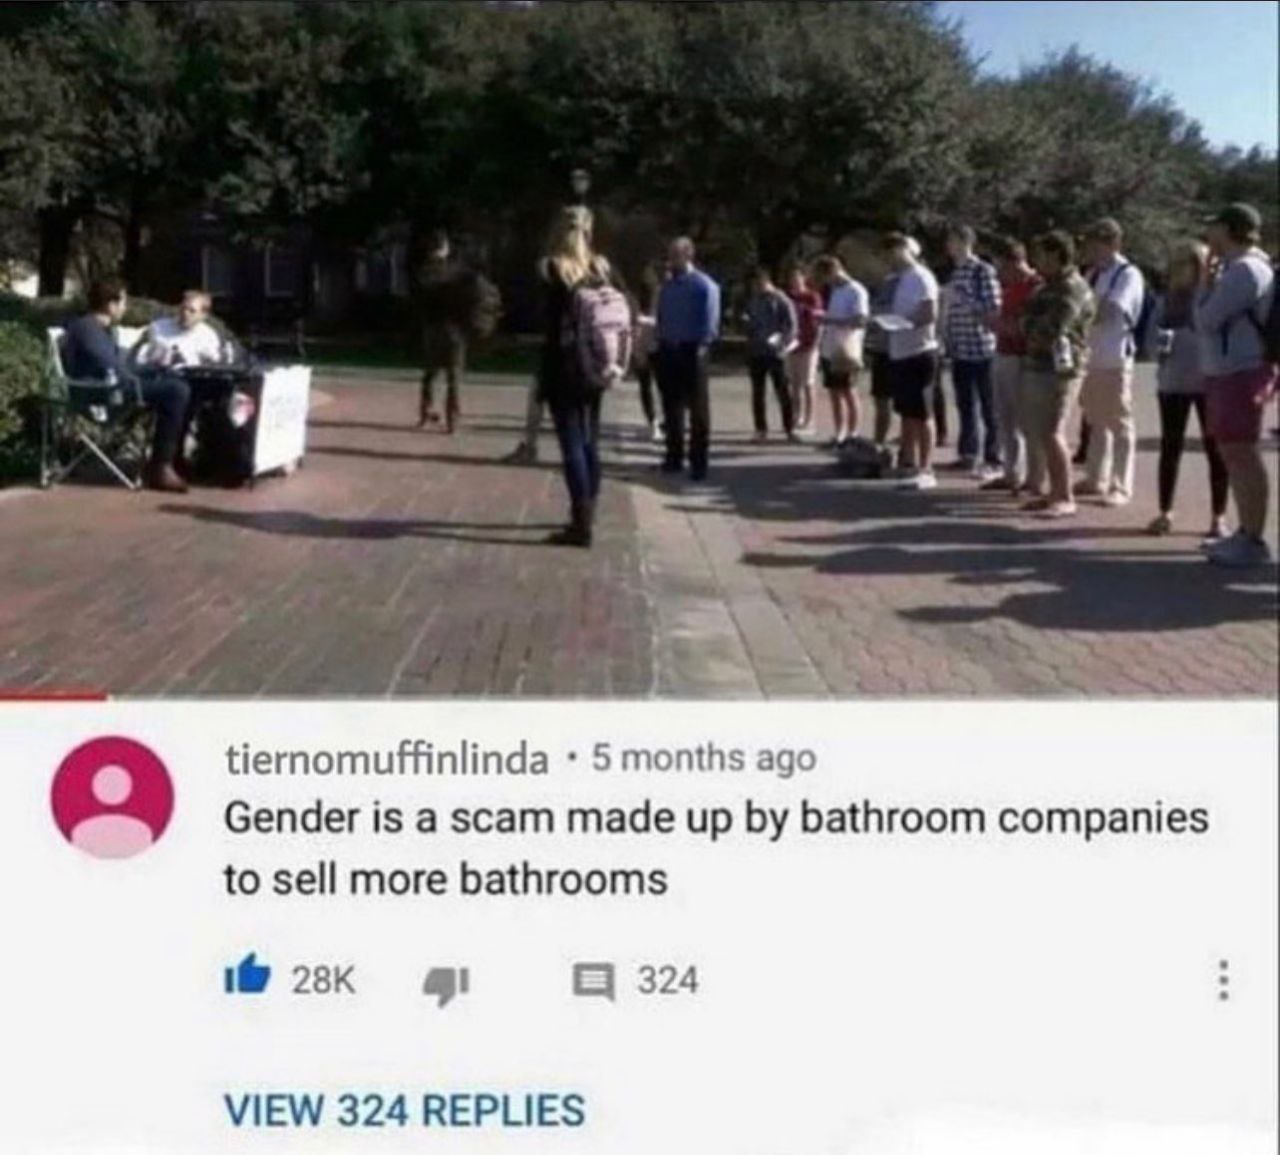 tiernomuffinlinda • 5 months ago
Gender is a scam made up by bathroom companies
to sell more bathrooms
28K 324
VIEW 324 REPLIES